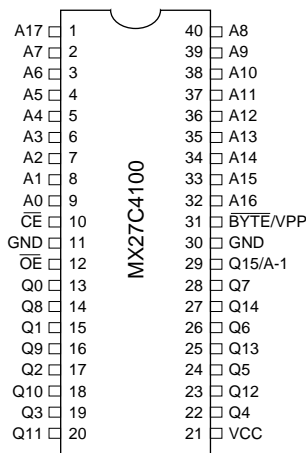 A17 1 40 A8
A7 2 39 A9
A6 3 38 A10
A5 4 37 A11
A4 5 36 A12
A3 6 35 A13
A2 7 34 A14
A1 8 33 A15
A0 9 32 A16
C̅E̅ 10 31 B̅Y̅T̅E̅/VPP
GND 11 30 GND
O̅E̅ 12 29 Q15/A-1
Q0 13 28 Q7
Q8 14 27 Q14
Q1 15 26 Q6
Q9 16 25 Q13
Q2 17 24 Q5
Q10 18 23 Q12
Q3 19 22 Q4
Q11 20 21 VCC
MX27C4100